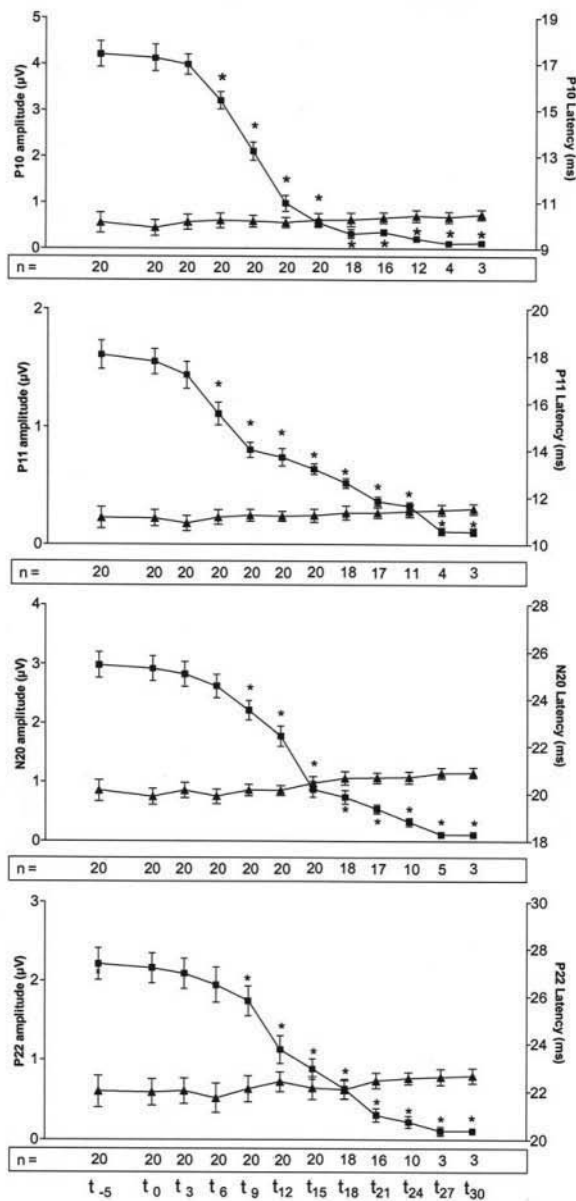 5
4
3
2
1
0
P10 amplitude (µV)
19
17
15
13
11
9
P10 Latency (ms)
* * * * * * * * *
n = 20 20 20 20 20 20 20 18 16 12 4 3
2
1
0
P11 amplitude (µV)
20
18
16
14
12
10
P11 Latency (ms)
* * * * * * * * *
n = 20 20 20 20 20 20 20 18 17 11 4 3
4
3
2
1
0
N20 amplitude (µV)
28
26
24
22
20
18
N20 Latency (ms)
* * * * * * * *
n = 20 20 20 20 20 20 20 18 17 10 5 3
3
2
1
0
P22 amplitude (µV)
30
28
26
24
22
20
P22 Latency (ms)
* * * * * * * *
n = 20 20 20 20 20 20 20 18 16 10 3 3
t-5 t0 t3 t6 t9 t12 t15 t18 t21 t24 t27 t30